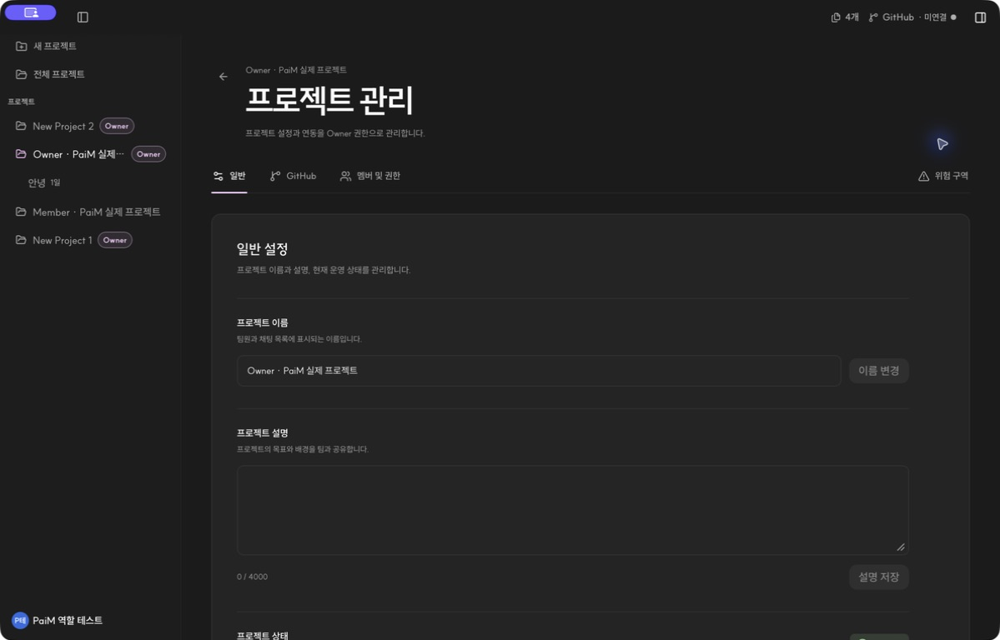 4개 GitHub · 미연결
새 프로젝트
전체 프로젝트
프로젝트
New Project 2 Owner
Owner · PaiM 실제… Owner
안녕 1일
Member · PaiM 실제 프로젝트
New Project 1 Owner
PaiM 역할 테스트
Owner · PaiM 실제 프로젝트
프로젝트 관리
프로젝트 설정과 연동을 Owner 권한으로 관리합니다.
일반 GitHub 멤버 및 권한 위험 구역
일반 설정
프로젝트 이름과 설명, 현재 운영 상태를 관리합니다.
프로젝트 이름
팀원과 채팅 목록에 표시되는 이름입니다.
Owner · PaiM 실제 프로젝트 이름 변경
프로젝트 설명
프로젝트의 목표와 배경을 팀과 공유합니다.
0 / 4000 설명 저장
프로젝트 상태